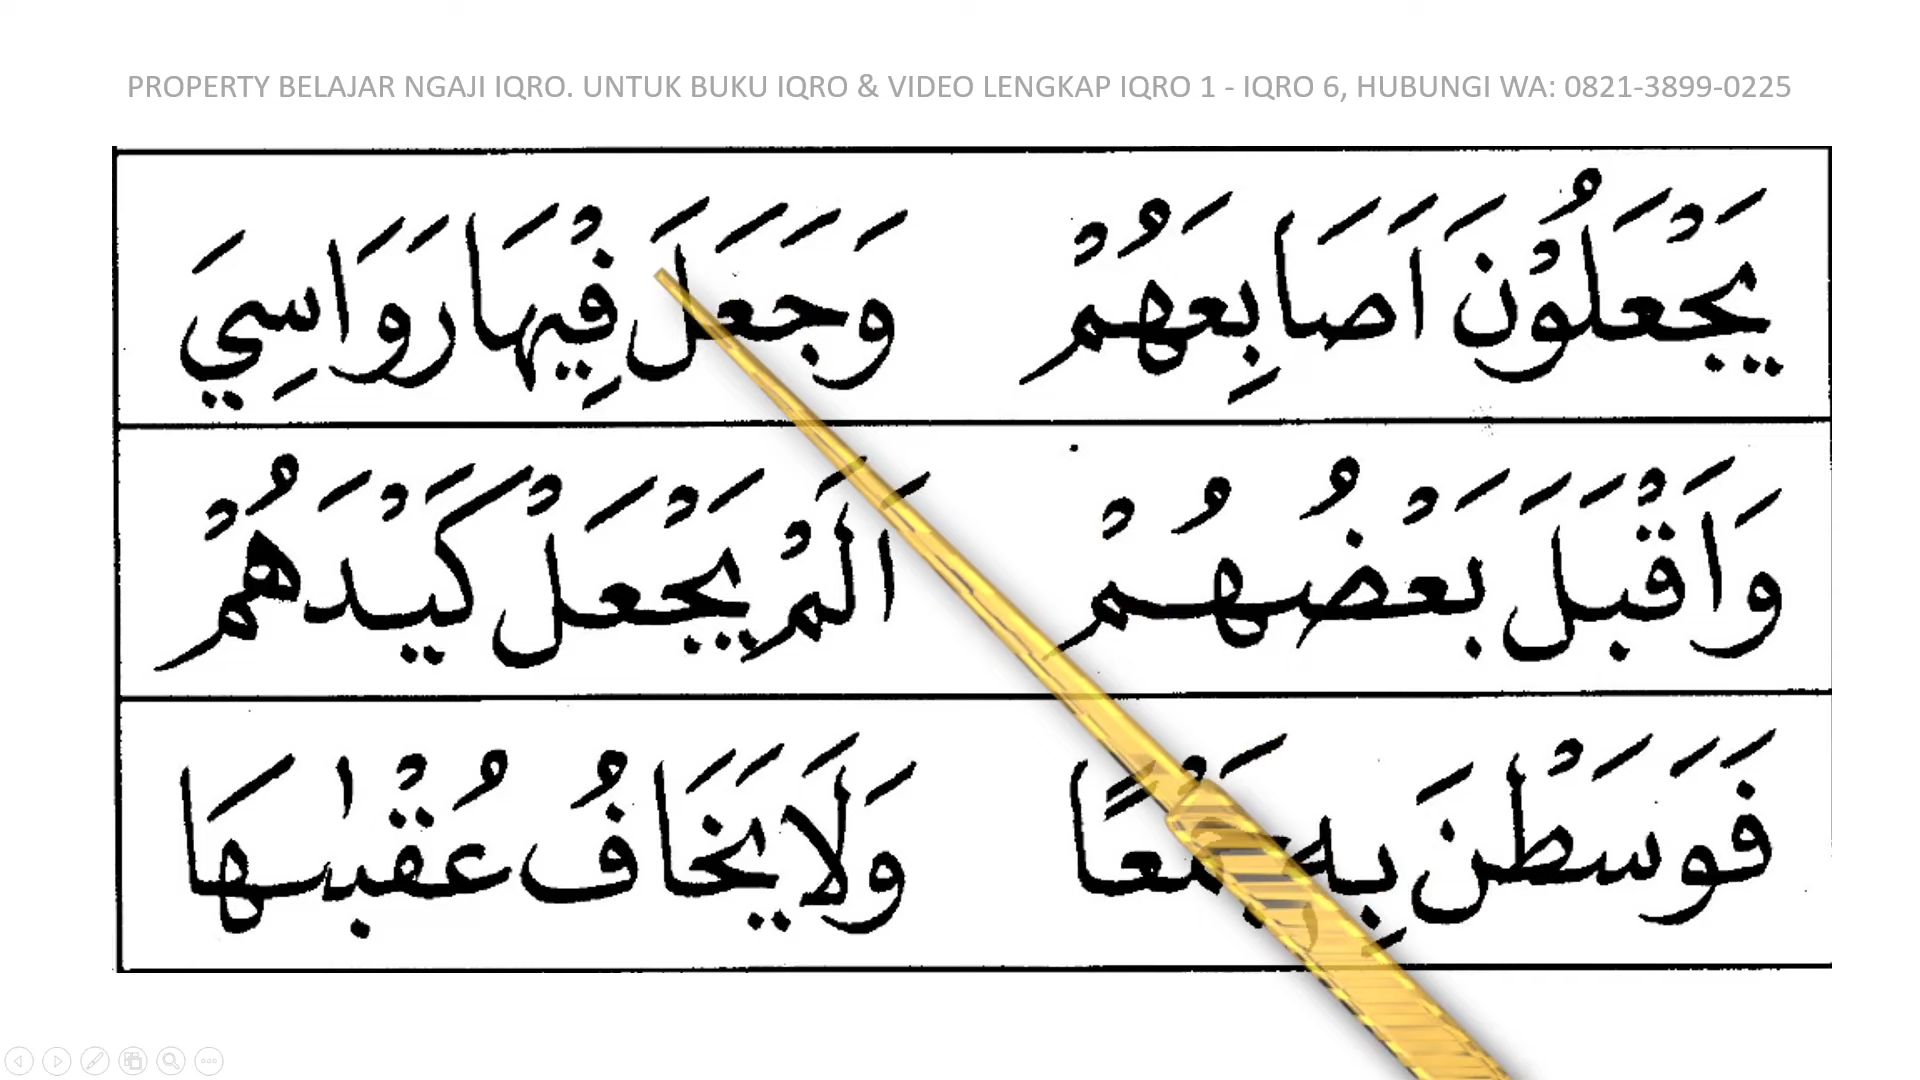 PROPERTY BELAJAR NGAJI IQRO. UNTUK BUKU IQRO & VIDEO LENGKAP IQRO 1 - IQRO 6, HUBUNGI WA: 0821-3899-0225
يَجْعَلُوْنَ اَصَابِعَهُمْ وَجَعَلَ فِيْهَا رَوَاسِيَ
وَاَقْبَلَ بَعْضُهُمْ اَلَمْ يَجْعَلْ كَيْدَهُمْ
فَوَسَطْنَ بِهٖ جَمْعًا وَلَا يَخَافُ عُقْبٰىهَا